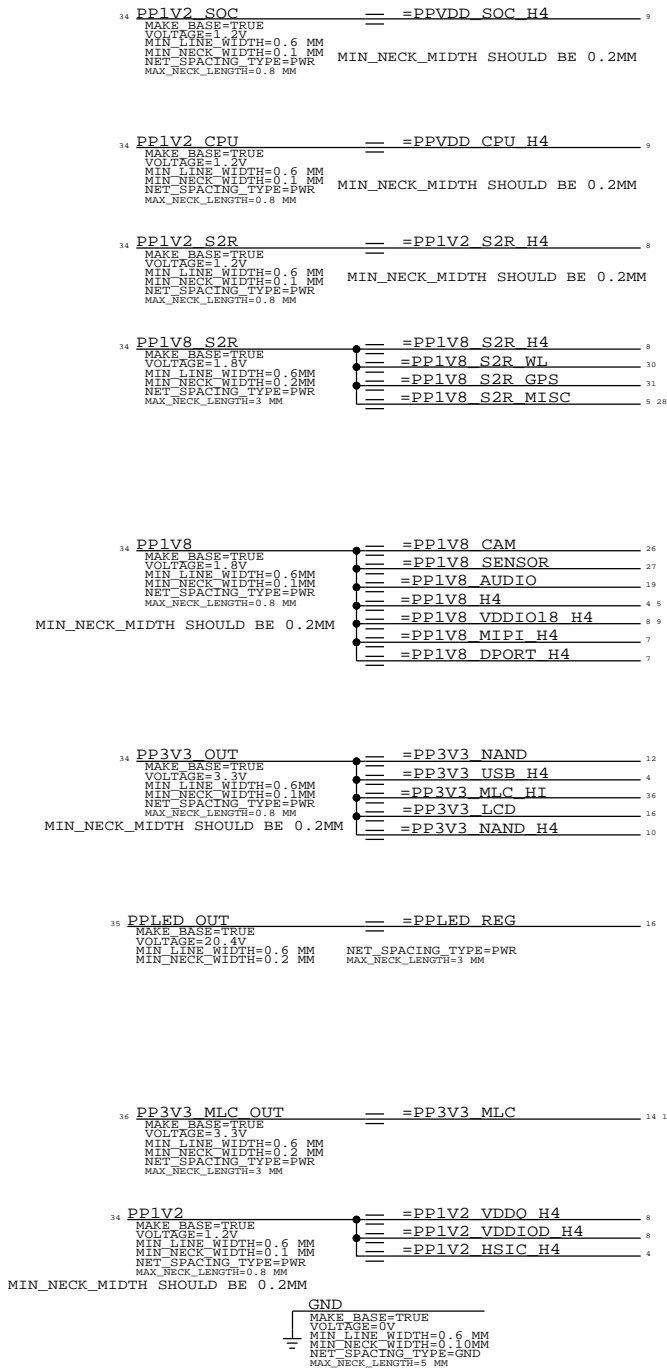 34 PP1V2_SOC =PPVDD_SOC_H4 9
MAKE_BASE=TRUE
VOLTAGE=1.2V
MIN_LINE_WIDTH=0.6 MM
MIN_NECK_WIDTH=0.1 MM MIN_NECK_MIDTH SHOULD BE 0.2MM
NET_SPACING_TYPE=PWR
MAX_NECK_LENGTH=0.8 MM
34 PP1V2_CPU =PPVDD_CPU_H4 9
MAKE_BASE=TRUE
VOLTAGE=1.2V
MIN_LINE_WIDTH=0.6 MM
MIN_NECK_WIDTH=0.1 MM MIN_NECK_MIDTH SHOULD BE 0.2MM
NET_SPACING_TYPE=PWR
MAX_NECK_LENGTH=0.8 MM
34 PP1V2_S2R =PP1V2_S2R_H4 8
MAKE_BASE=TRUE
VOLTAGE=1.2V
MIN_LINE_WIDTH=0.6 MM
MIN_NECK_WIDTH=0.1 MM MIN_NECK_MIDTH SHOULD BE 0.2MM
NET_SPACING_TYPE=PWR
MAX_NECK_LENGTH=0.8 MM
34 PP1V8_S2R =PP1V8_S2R_H4 8
MAKE_BASE=TRUE
VOLTAGE=1.8V =PP1V8_S2R_WL 30
MIN_LINE_WIDTH=0.6MM
MIN_NECK_WIDTH=0.2MM =PP1V8_S2R_GPS 31
NET_SPACING_TYPE=PWR
MAX_NECK_LENGTH=3 MM =PP1V8_S2R_MISC 5 28
34 PP1V8 =PP1V8_CAM 26
MAKE_BASE=TRUE
VOLTAGE=1.8V =PP1V8_SENSOR 27
MIN_LINE_WIDTH=0.6MM
MIN_NECK_WIDTH=0.1MM =PP1V8_AUDIO 19
NET_SPACING_TYPE=PWR
MAX_NECK_LENGTH=0.8 MM =PP1V8_H4 4 5
MIN_NECK_MIDTH SHOULD BE 0.2MM =PP1V8_VDDIO18_H4 8 9
=PP1V8_MIPI_H4 7
=PP1V8_DPORT_H4 7
34 PP3V3_OUT =PP3V3_NAND 12
MAKE_BASE=TRUE
VOLTAGE=3.3V =PP3V3_USB_H4 4
MIN_LINE_WIDTH=0.6MM
MIN_NECK_WIDTH=0.1MM =PP3V3_MLC_HI 36
NET_SPACING_TYPE=PWR
MAX_NECK_LENGTH=0.8 MM =PP3V3_LCD 16
MIN_NECK_MIDTH SHOULD BE 0.2MM =PP3V3_NAND_H4 10
35 PPLED_OUT =PPLED_REG 16
MAKE_BASE=TRUE
VOLTAGE=20.4V
MIN_LINE_WIDTH=0.6 MM NET_SPACING_TYPE=PWR
MIN_NECK_WIDTH=0.2 MM MAX_NECK_LENGTH=3 MM
36 PP3V3_MLC_OUT =PP3V3_MLC 14 1
MAKE_BASE=TRUE
VOLTAGE=3.3V
MIN_LINE_WIDTH=0.6 MM
MIN_NECK_WIDTH=0.2 MM
NET_SPACING_TYPE=PWR
MAX_NECK_LENGTH=3 MM
34 PP1V2 =PP1V2_VDDQ_H4 8
MAKE_BASE=TRUE
VOLTAGE=1.2V =PP1V2_VDDIOD_H4 8
MIN_LINE_WIDTH=0.6 MM
MIN_NECK_WIDTH=0.1 MM =PP1V2_HSIC_H4 4
NET_SPACING_TYPE=PWR
MAX_NECK_LENGTH=0.8 MM
MIN_NECK_MIDTH SHOULD BE 0.2MM
GND
MAKE_BASE=TRUE
VOLTAGE=0V
MIN_LINE_WIDTH=0.6 MM
MIN_NECK_WIDTH=0.10MM
NET_SPACING_TYPE=GND
MAX_NECK_LENGTH=5 MM